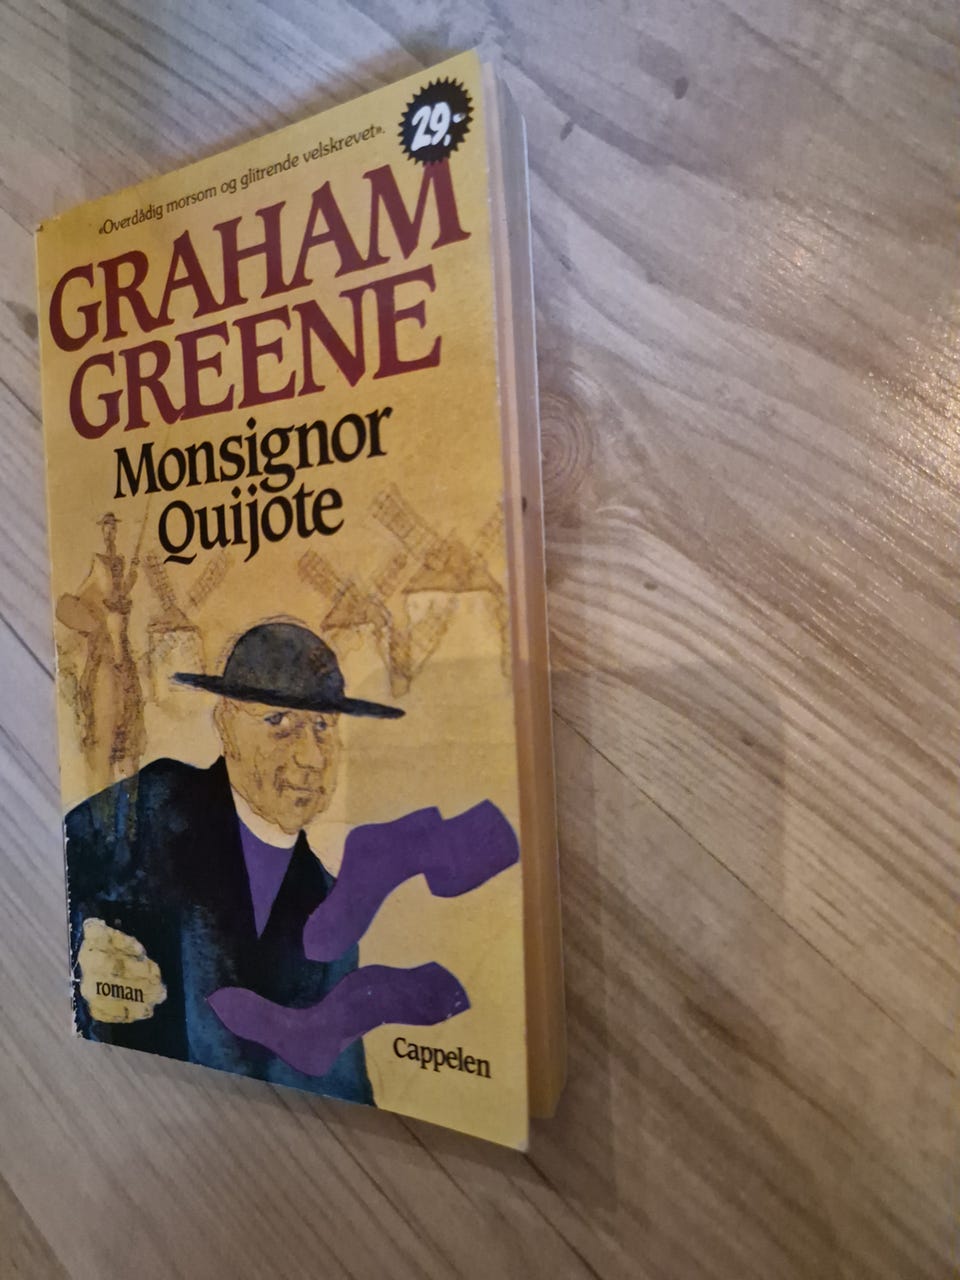 29,-
«Overdådig morsom og glitrende velskrevet».
GRAHAM
GREENE
Monsignor
Quijote
roman
Cappelen